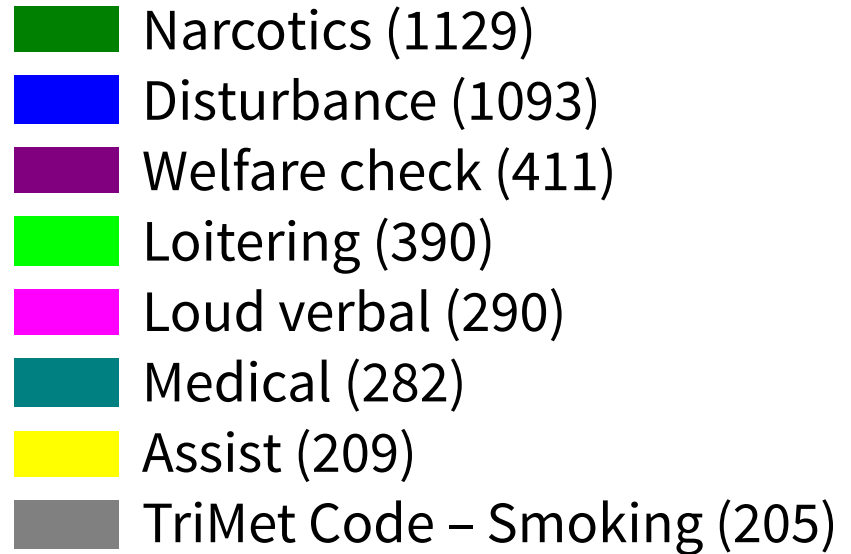 Narcotics (1129)
Disturbance (1093)
Welfare check (411)
Loitering (390)
Loud verbal (290)
Medical (282)
Assist (209)
TriMet Code – Smoking (205)